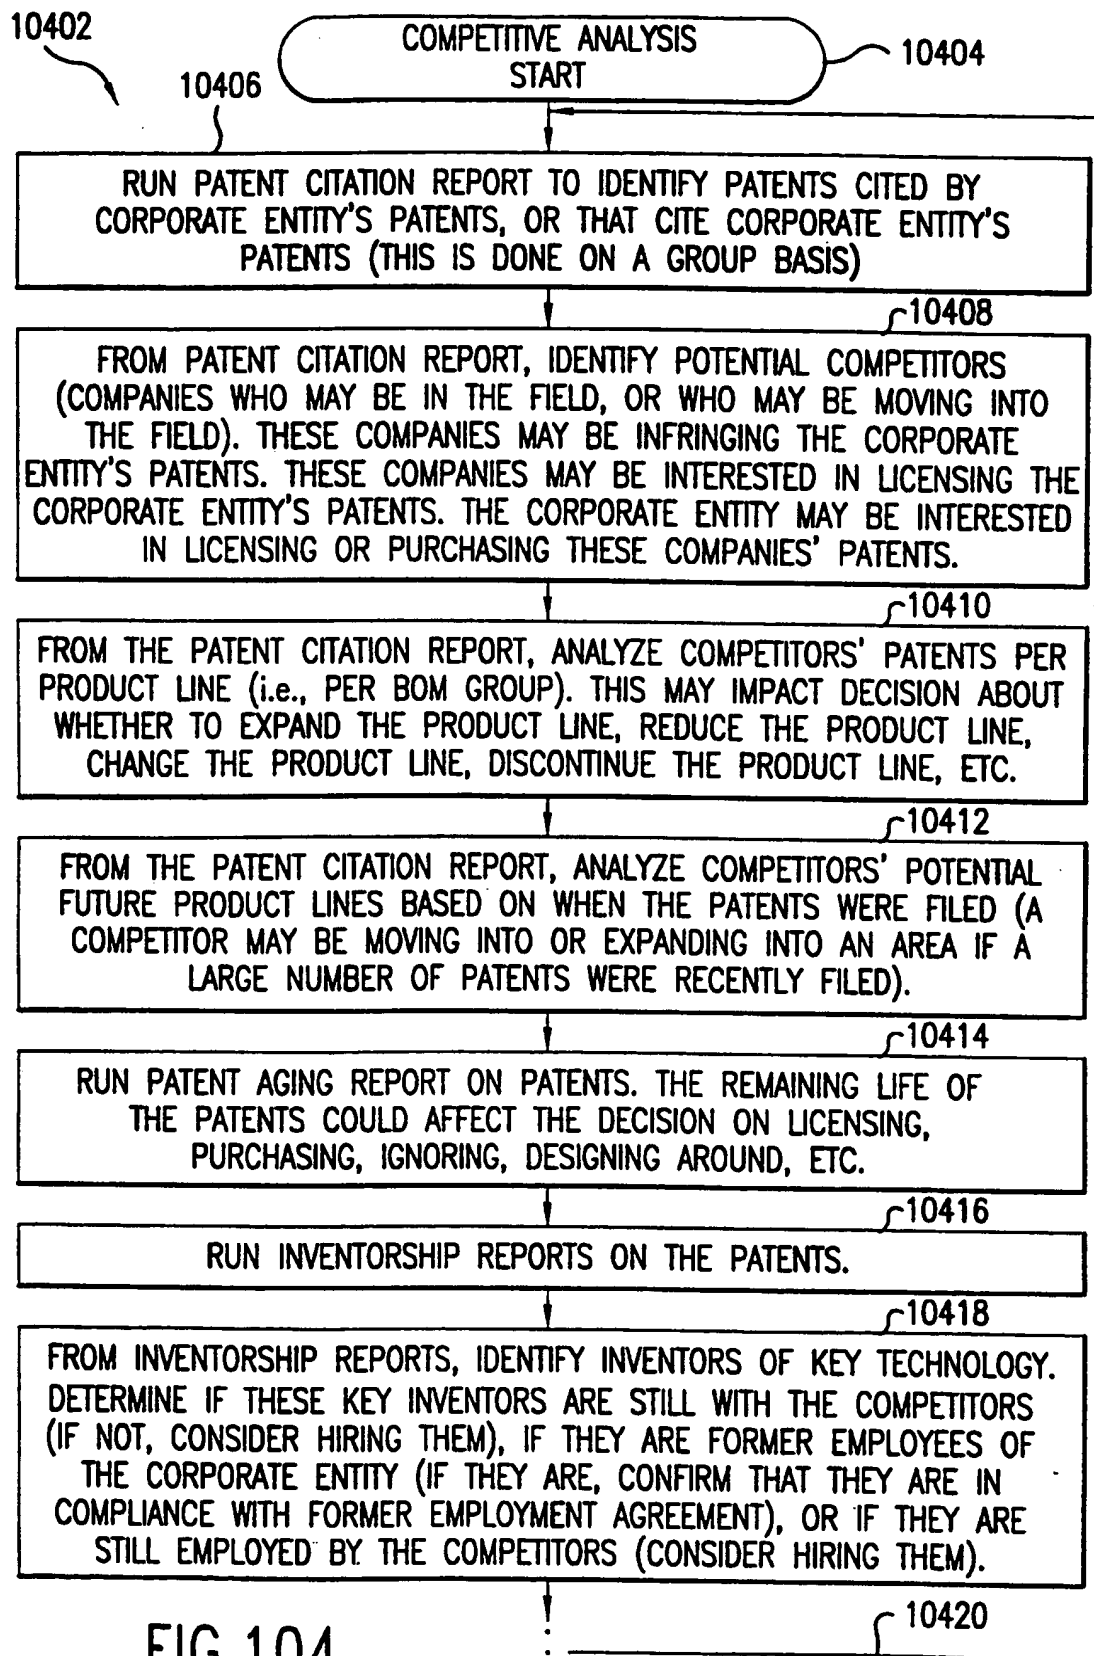 10402
COMPETITIVE ANALYSIS
START
10404
10406
RUN PATENT CITATION REPORT TO IDENTIFY PATENTS CITED BY
CORPORATE ENTITY'S PATENTS, OR THAT CITE CORPORATE ENTITY'S
PATENTS (THIS IS DONE ON A GROUP BASIS)
10408
FROM PATENT CITATION REPORT, IDENTIFY POTENTIAL COMPETITORS
(COMPANIES WHO MAY BE IN THE FIELD, OR WHO MAY BE MOVING INTO
THE FIELD). THESE COMPANIES MAY BE INFRINGING THE CORPORATE
ENTITY'S PATENTS. THESE COMPANIES MAY BE INTERESTED IN LICENSING THE
CORPORATE ENTITY'S PATENTS. THE CORPORATE ENTITY MAY BE INTERESTED
IN LICENSING OR PURCHASING THESE COMPANIES' PATENTS.
10410
FROM THE PATENT CITATION REPORT, ANALYZE COMPETITORS' PATENTS PER
PRODUCT LINE (i.e., PER BOM GROUP). THIS MAY IMPACT DECISION ABOUT
WHETHER TO EXPAND THE PRODUCT LINE, REDUCE THE PRODUCT LINE,
CHANGE THE PRODUCT LINE, DISCONTINUE THE PRODUCT LINE, ETC.
10412
FROM THE PATENT CITATION REPORT, ANALYZE COMPETITORS' POTENTIAL
FUTURE PRODUCT LINES BASED ON WHEN THE PATENTS WERE FILED (A
COMPETITOR MAY BE MOVING INTO OR EXPANDING INTO AN AREA IF A
LARGE NUMBER OF PATENTS WERE RECENTLY FILED).
10414
RUN PATENT AGING REPORT ON PATENTS. THE REMAINING LIFE OF
THE PATENTS COULD AFFECT THE DECISION ON LICENSING,
PURCHASING, IGNORING, DESIGNING AROUND, ETC.
10416
RUN INVENTORSHIP REPORTS ON THE PATENTS.
10418
FROM INVENTORSHIP REPORTS, IDENTIFY INVENTORS OF KEY TECHNOLOGY.
DETERMINE IF THESE KEY INVENTORS ARE STILL WITH THE COMPETITORS
(IF NOT, CONSIDER HIRING THEM), IF THEY ARE FORMER EMPLOYEES OF
THE CORPORATE ENTITY (IF THEY ARE, CONFIRM THAT THEY ARE IN
COMPLIANCE WITH FORMER EMPLOYMENT AGREEMENT), OR IF THEY ARE
STILL EMPLOYED BY THE COMPETITORS (CONSIDER HIRING THEM).
10420
FIG.104